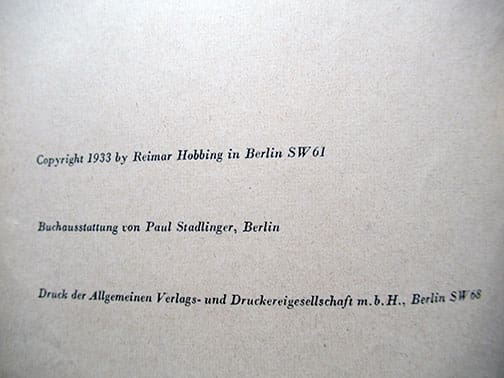 Copyright 1933 by Reimar Hobbing in Berlin SW 61
Buchausstattung von Paul Stadlinger, Berlin
Druck der Allgemeinen Verlags- und Druckereigesellschaft m. b. H., Berlin SW 68